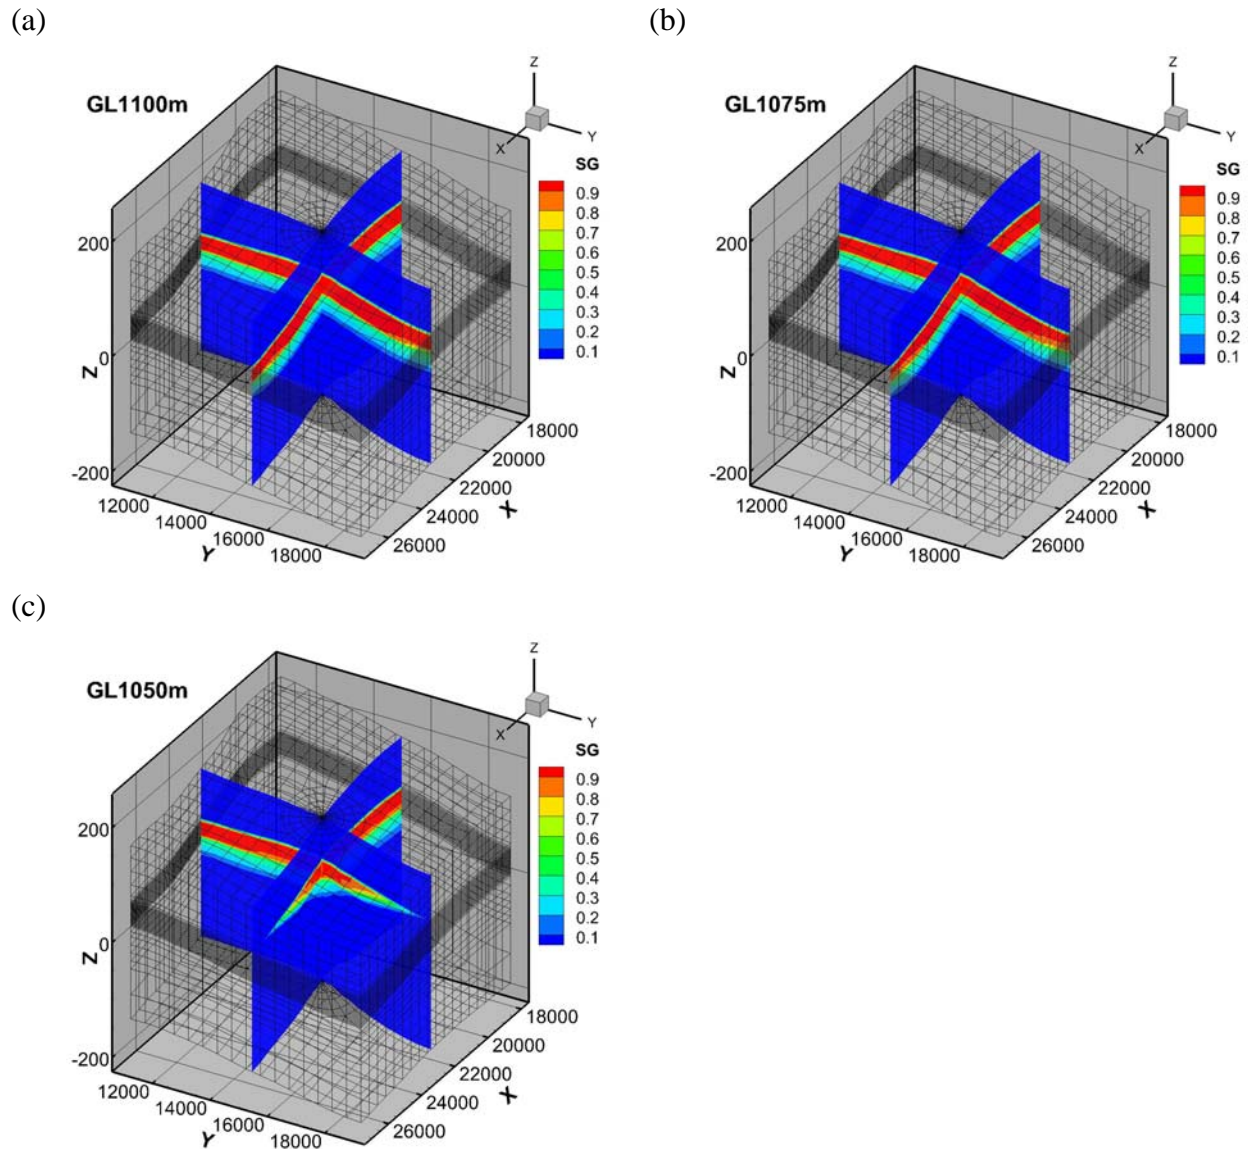 (a)
GL1100m
Z
Y
X
SG
0.9
0.8
0.7
0.6
0.5
0.4
0.3
0.2
0.1
200
0
-200
Z
12000
14000
16000
18000
Y
18000
20000
22000
24000
26000
X
(b)
GL1075m
Z
Y
X
SG
0.9
0.8
0.7
0.6
0.5
0.4
0.3
0.2
0.1
200
0
-200
Z
12000
14000
16000
18000
Y
18000
20000
22000
24000
26000
X
(c)
GL1050m
Z
Y
X
SG
0.9
0.8
0.7
0.6
0.5
0.4
0.3
0.2
0.1
200
0
-200
Z
12000
14000
16000
18000
Y
18000
20000
22000
24000
26000
X